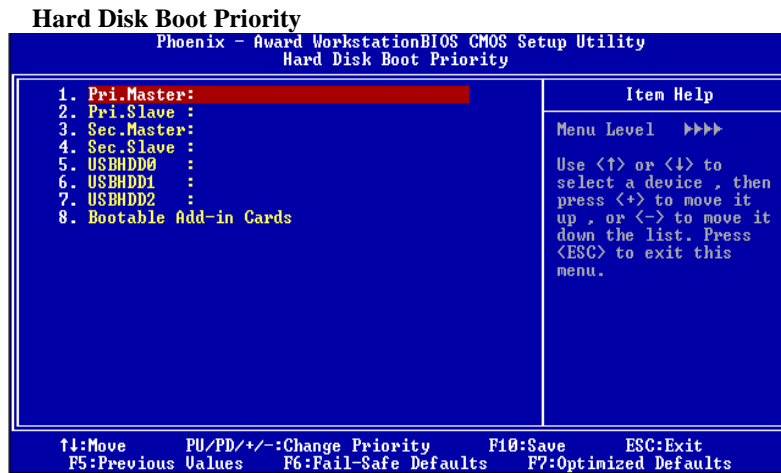 Hard Disk Boot Priority
Phoenix - Award WorkstationBIOS CMOS Setup Utility
Hard Disk Boot Priority
1. Pri.Master:
2. Pri.Slave :
3. Sec.Master:
4. Sec.Slave :
5. USBHDD0   :
6. USBHDD1   :
7. USBHDD2   :
8. Bootable Add-in Cards
Item Help
Menu Level   ▶▶▶▶
Use <↑> or <↓> to
select a device , then
press <+> to move it
up , or <-> to move it
down the list. Press
<ESC> to exit this
menu.
↑↓:Move   PU/PD/+/-:Change Priority   F10:Save   ESC:Exit
F5:Previous Values   F6:Fail-Safe Defaults   F7:Optimized Defaults